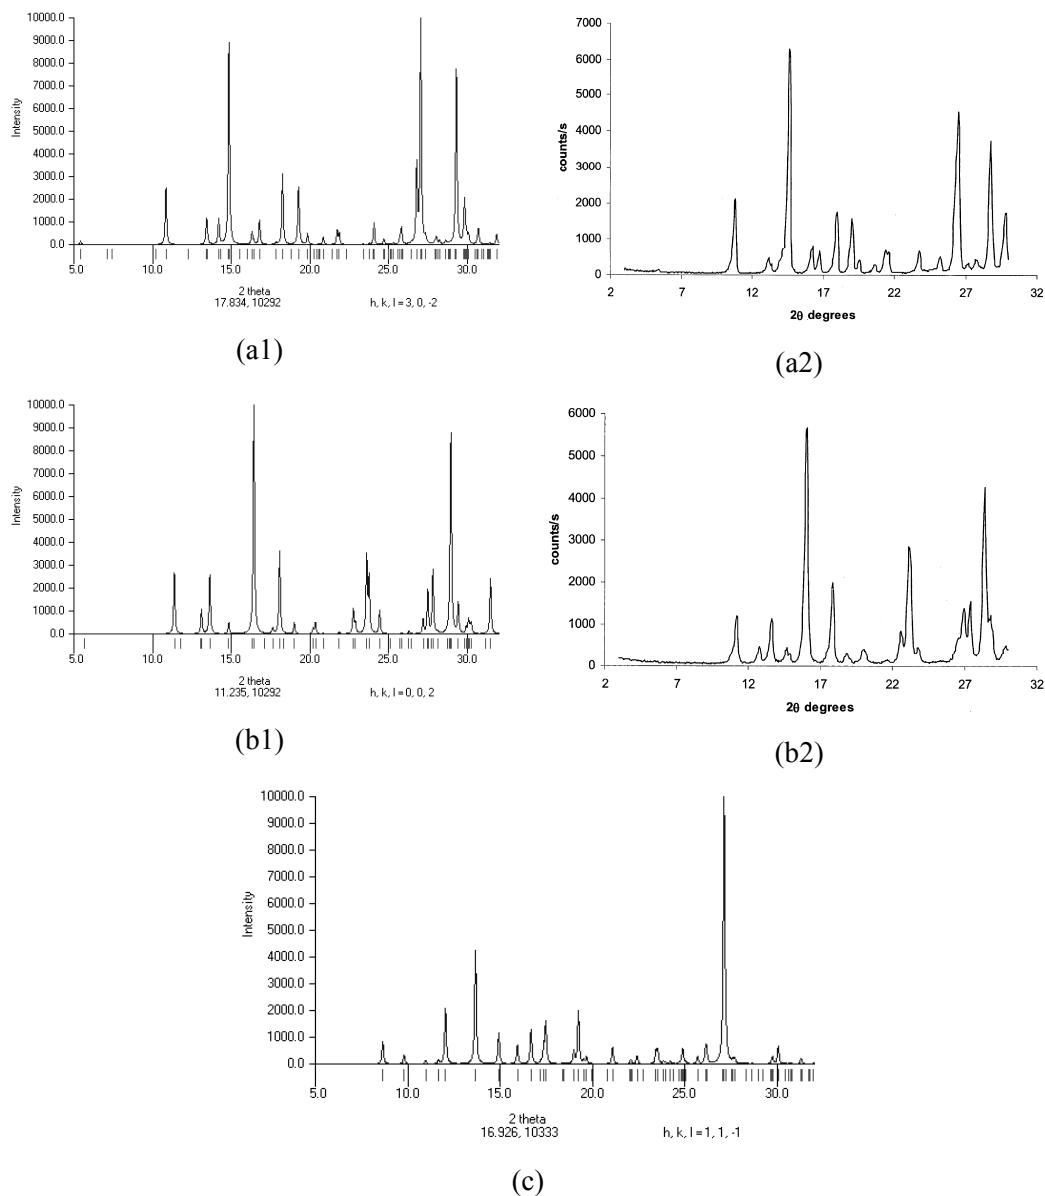 10000.0
9000.0
8000.0
7000.0
6000.0
5000.0
4000.0
3000.0
2000.0
1000.0
0.0
Intensity
5.0 10.0 15.0 20.0 25.0 30.0
2 theta
17.834, 10292 h, k, l = 3, 0, -2
(a1)
7000
6000
5000
4000
3000
2000
1000
0
counts/s
2 7 12 17 22 27 32
2θ degrees
(a2)
10000.0
9000.0
8000.0
7000.0
6000.0
5000.0
4000.0
3000.0
2000.0
1000.0
0.0
Intensity
5.0 10.0 15.0 20.0 25.0 30.0
2 theta
11.235, 10292 h, k, l = 0, 0, 2
(b1)
6000
5000
4000
3000
2000
1000
0
counts/s
2 7 12 17 22 27 32
2θ degrees
(b2)
10000.0
9000.0
8000.0
7000.0
6000.0
5000.0
4000.0
3000.0
2000.0
1000.0
0.0
Intensity
5.0 10.0 15.0 20.0 25.0 30.0
2 theta
16.926, 10333 h, k, l = 1, 1, -1
(c)